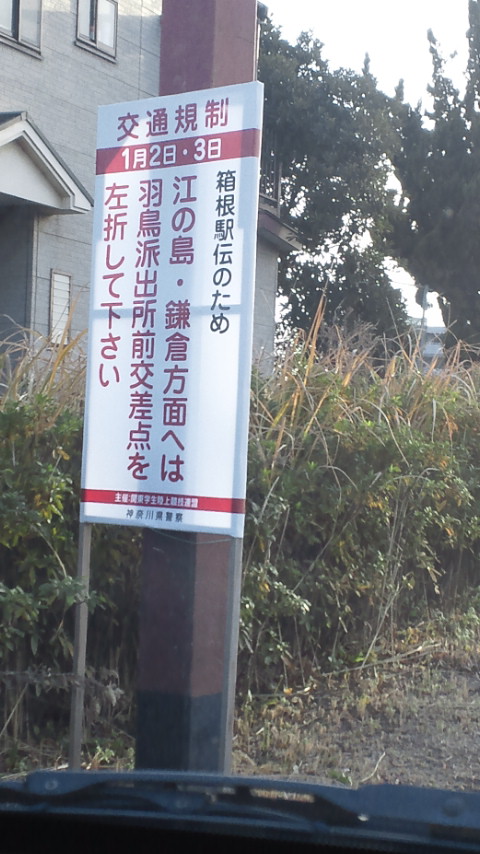 交通規制
1月2日・3日
箱根駅伝のため
江の島・鎌倉方面へは
羽鳥派出所前交差点を
左折して下さい
主催:関東学生陸上競技連盟
神奈川県警察